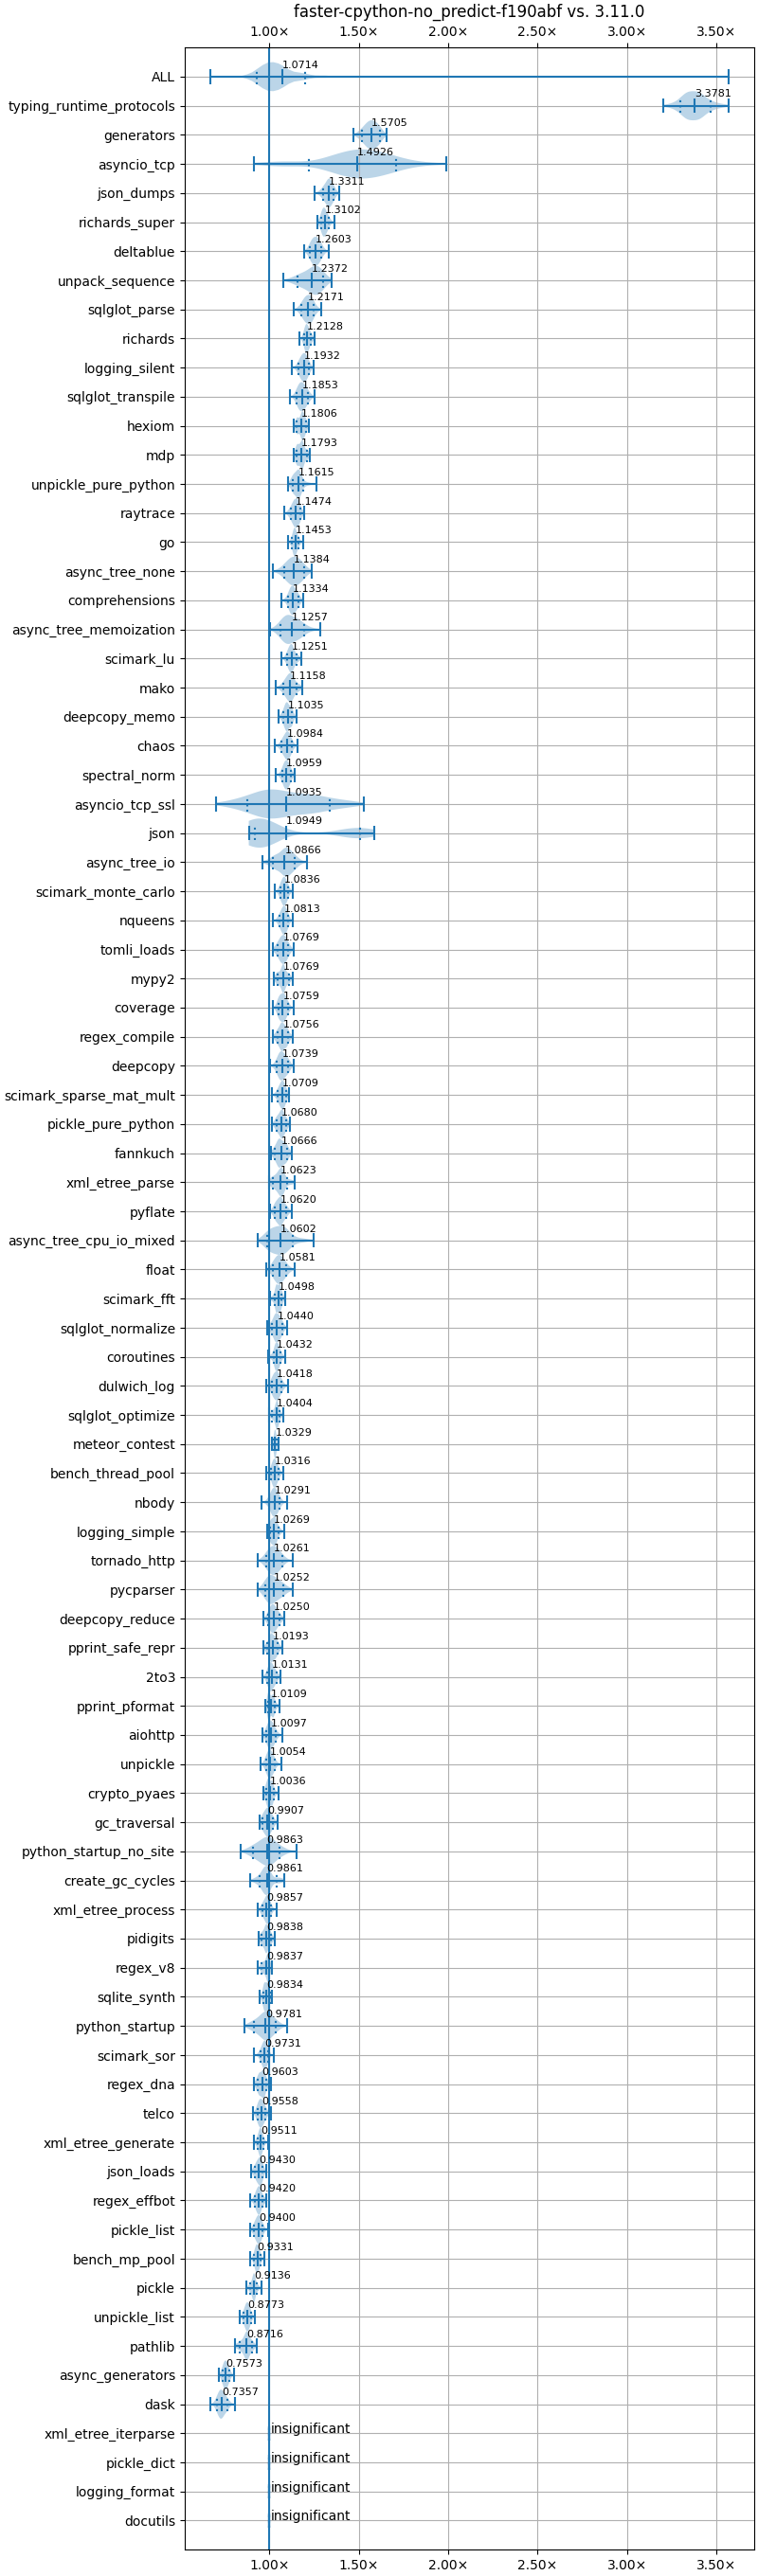 faster-cpython-no_predict-f190abf vs. 3.11.0
1.00× 1.50× 2.00× 2.50× 3.00× 3.50×
ALL 1.0714
typing_runtime_protocols 3.3781
generators 1.5705
asyncio_tcp 1.4926
json_dumps 1.3311
richards_super 1.3102
deltablue 1.2603
unpack_sequence 1.2372
sqlglot_parse 1.2171
richards 1.2128
logging_silent 1.1932
sqlglot_transpile 1.1853
hexiom 1.1806
mdp 1.1793
unpickle_pure_python 1.1615
raytrace 1.1474
go 1.1453
async_tree_none 1.1384
comprehensions 1.1334
async_tree_memoization 1.1257
scimark_lu 1.1251
mako 1.1158
deepcopy_memo 1.1035
chaos 1.0984
spectral_norm 1.0959
asyncio_tcp_ssl 1.0935
json 1.0949
async_tree_io 1.0866
scimark_monte_carlo 1.0836
nqueens 1.0813
tomli_loads 1.0769
mypy2 1.0769
coverage 1.0759
regex_compile 1.0756
deepcopy 1.0739
scimark_sparse_mat_mult 1.0709
pickle_pure_python 1.0680
fannkuch 1.0666
xml_etree_parse 1.0623
pyflate 1.0620
async_tree_cpu_io_mixed 1.0602
float 1.0581
scimark_fft 1.0498
sqlglot_normalize 1.0440
coroutines 1.0432
dulwich_log 1.0418
sqlglot_optimize 1.0404
meteor_contest 1.0329
bench_thread_pool 1.0316
nbody 1.0291
logging_simple 1.0269
tornado_http 1.0261
pycparser 1.0252
deepcopy_reduce 1.0250
pprint_safe_repr 1.0193
2to3 1.0131
pprint_pformat 1.0109
aiohttp 1.0097
unpickle 1.0054
crypto_pyaes 1.0036
gc_traversal 0.9907
python_startup_no_site 0.9863
create_gc_cycles 0.9861
xml_etree_process 0.9857
pidigits 0.9838
regex_v8 0.9837
sqlite_synth 0.9834
python_startup 0.9781
scimark_sor 0.9731
regex_dna 0.9603
telco 0.9558
xml_etree_generate 0.9511
json_loads 0.9430
regex_effbot 0.9420
pickle_list 0.9400
bench_mp_pool 0.9331
pickle 0.9136
unpickle_list 0.8773
pathlib 0.8716
async_generators 0.7573
dask 0.7357
xml_etree_iterparse insignificant
pickle_dict insignificant
logging_format insignificant
docutils insignificant
1.00× 1.50× 2.00× 2.50× 3.00× 3.50×